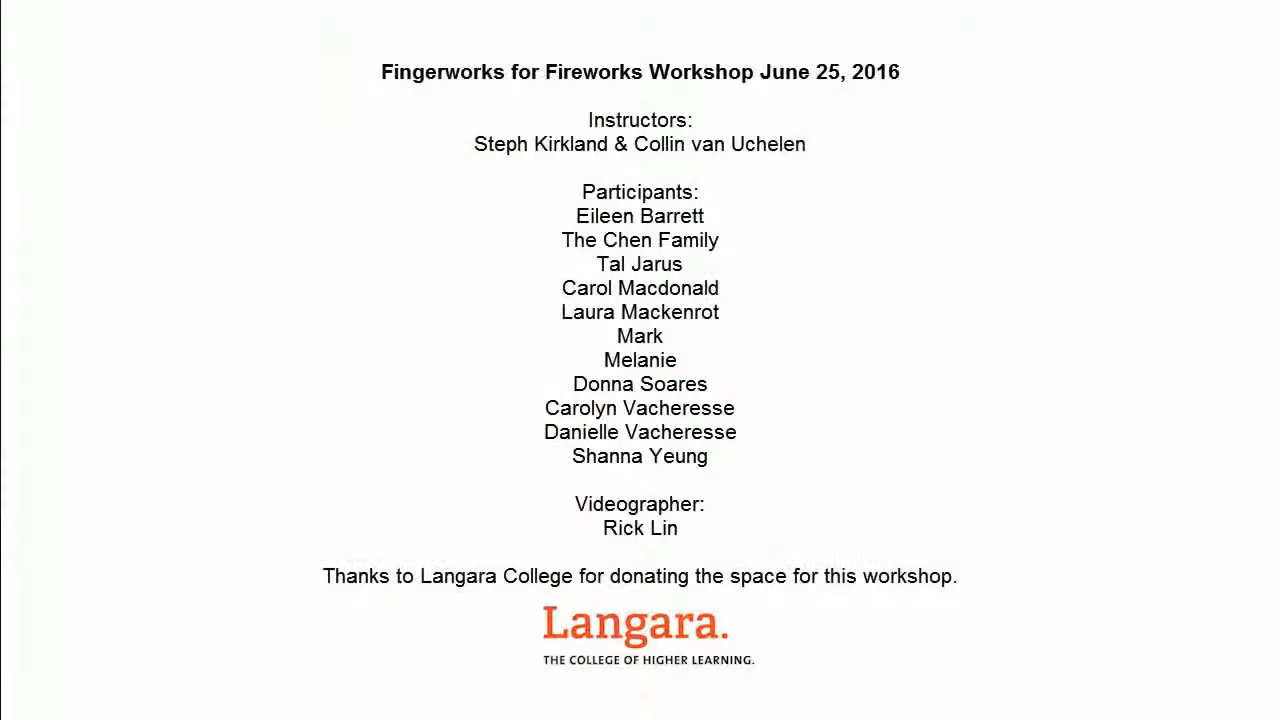 Fingerworks for Fireworks Workshop June 25, 2016
Instructors:
Steph Kirkland & Collin van Uchelen
Participants:
Eileen Barrett
The Chen Family
Tal Jarus
Carol Macdonald
Laura Mackenrot
Mark
Melanie
Donna Soares
Carolyn Vacheresse
Danielle Vacheresse
Shanna Yeung
Videographer:
Rick Lin
Thanks to Langara College for donating the space for this workshop.
Langara.
THE COLLEGE OF HIGHER LEARNING.